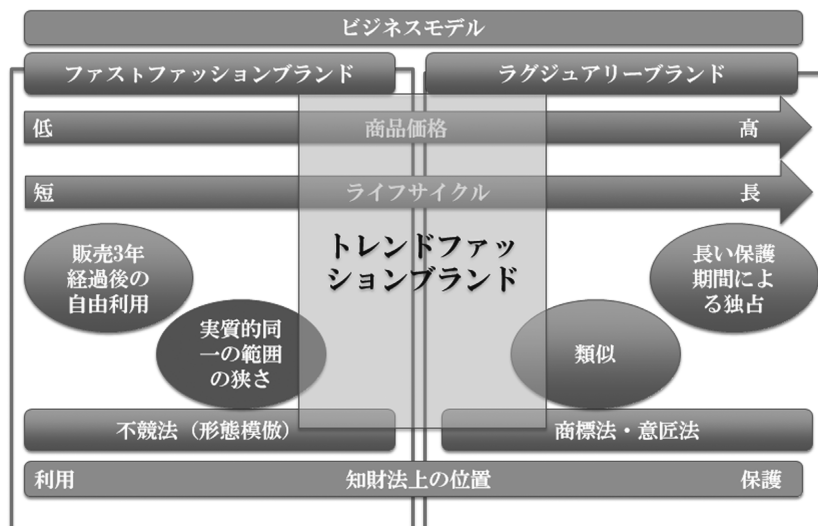 ビジネスモデル
ファストファッションブランド
ラグジュアリーブランド
低 商品価格 高
短 ライフサイクル 長
トレンドファッ
ションブランド
販売3年
経過後の
自由利用
実質的同
一の範囲
の狭さ
類似
長い保護
期間によ
る独占
不競法（形態模倣）
商標法・意匠法
利用 知財法上の位置 保護